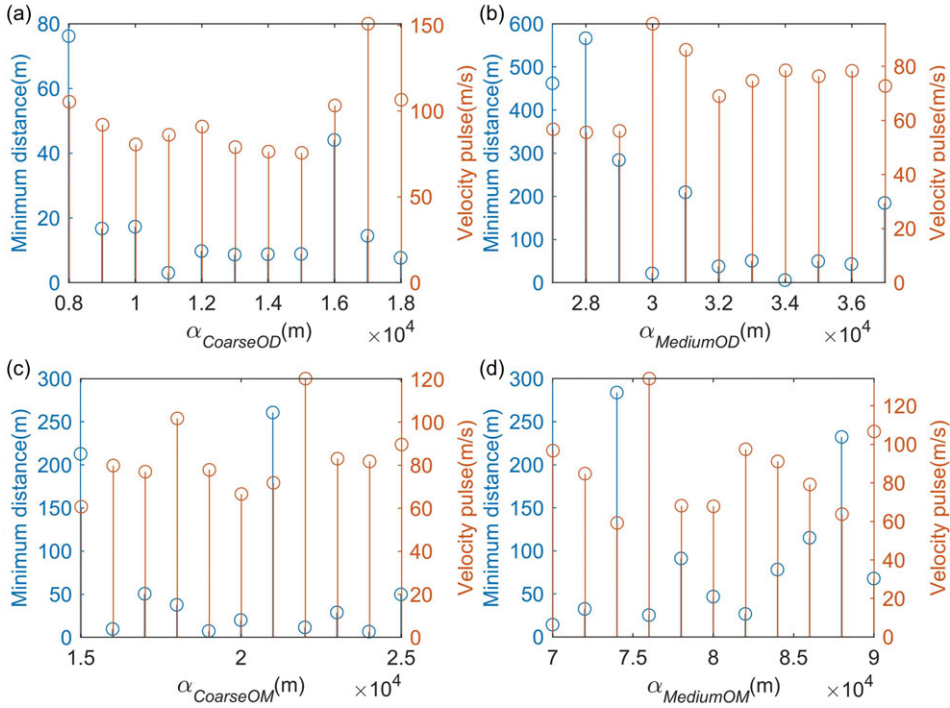 (a)
80
60
40
20
0
Minimum distance(m)
150
100
50
0
Velocity pulse(m/s)
0.8 1 1.2 1.4 1.6 1.8
α_CoarseOD(m) ×10^4
(b)
600
500
400
300
200
100
0
Minimum distance(m)
80
60
40
20
0
Velocity pulse(m/s)
2.8 3 3.2 3.4 3.6
α_MediumOD(m) ×10^4
(c)
300
250
200
150
100
50
0
Minimum distance(m)
120
100
80
60
40
20
0
Velocity pulse(m/s)
1.5 2 2.5
α_CoarseOM(m) ×10^4
(d)
300
250
200
150
100
50
0
Minimum distance(m)
120
100
80
60
40
20
0
Velocity pulse(m/s)
7 7.5 8 8.5 9
α_MediumOM(m) ×10^4